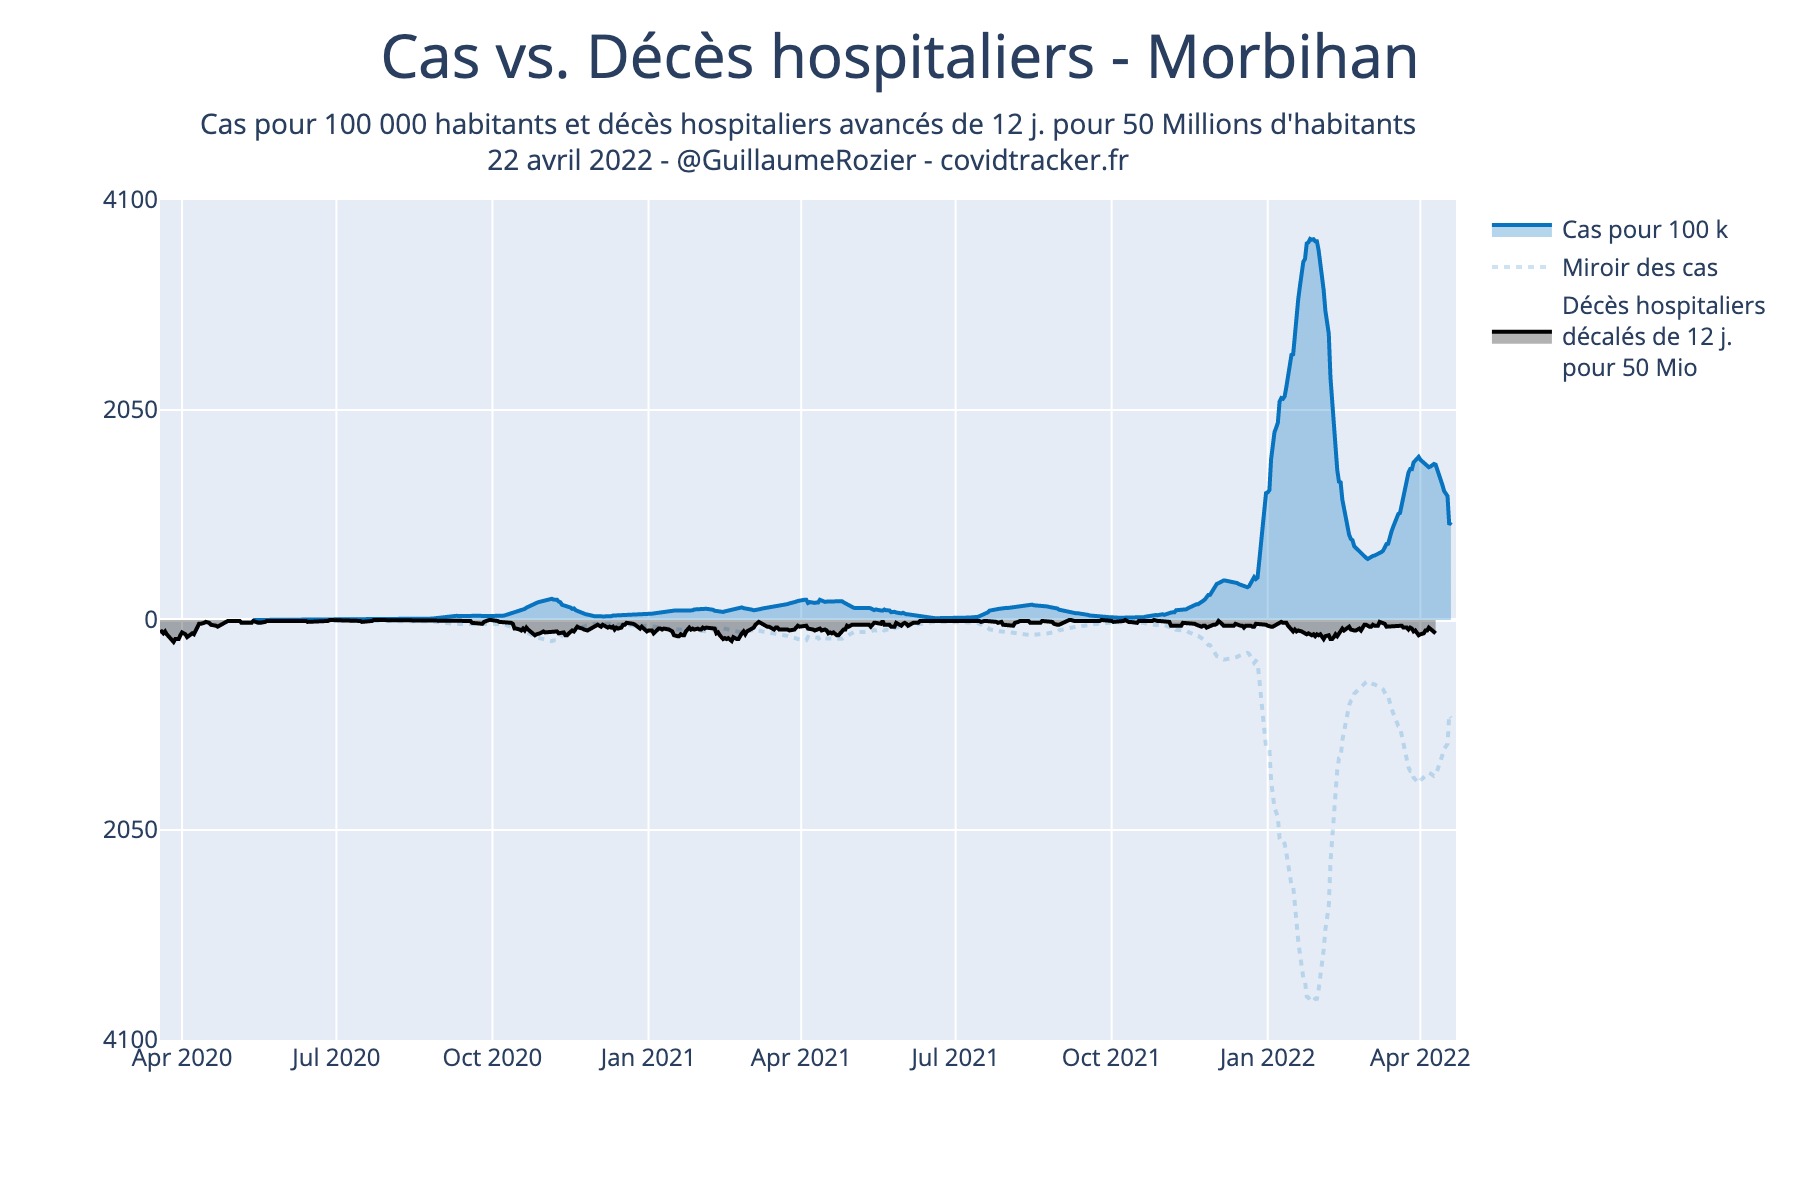 Cas vs. Décès hospitaliers - Morbihan
Cas pour 100 000 habitants et décès hospitaliers avancés de 12 j. pour 50 Millions d'habitants
22 avril 2022 - @GuillaumeRozier - covidtracker.fr
4100
2050
0
2050
4100
Apr 2020
Jul 2020
Oct 2020
Jan 2021
Apr 2021
Jul 2021
Oct 2021
Jan 2022
Apr 2022
Cas pour 100 k
Miroir des cas
Décès hospitaliers
décalés de 12 j.
pour 50 Mio